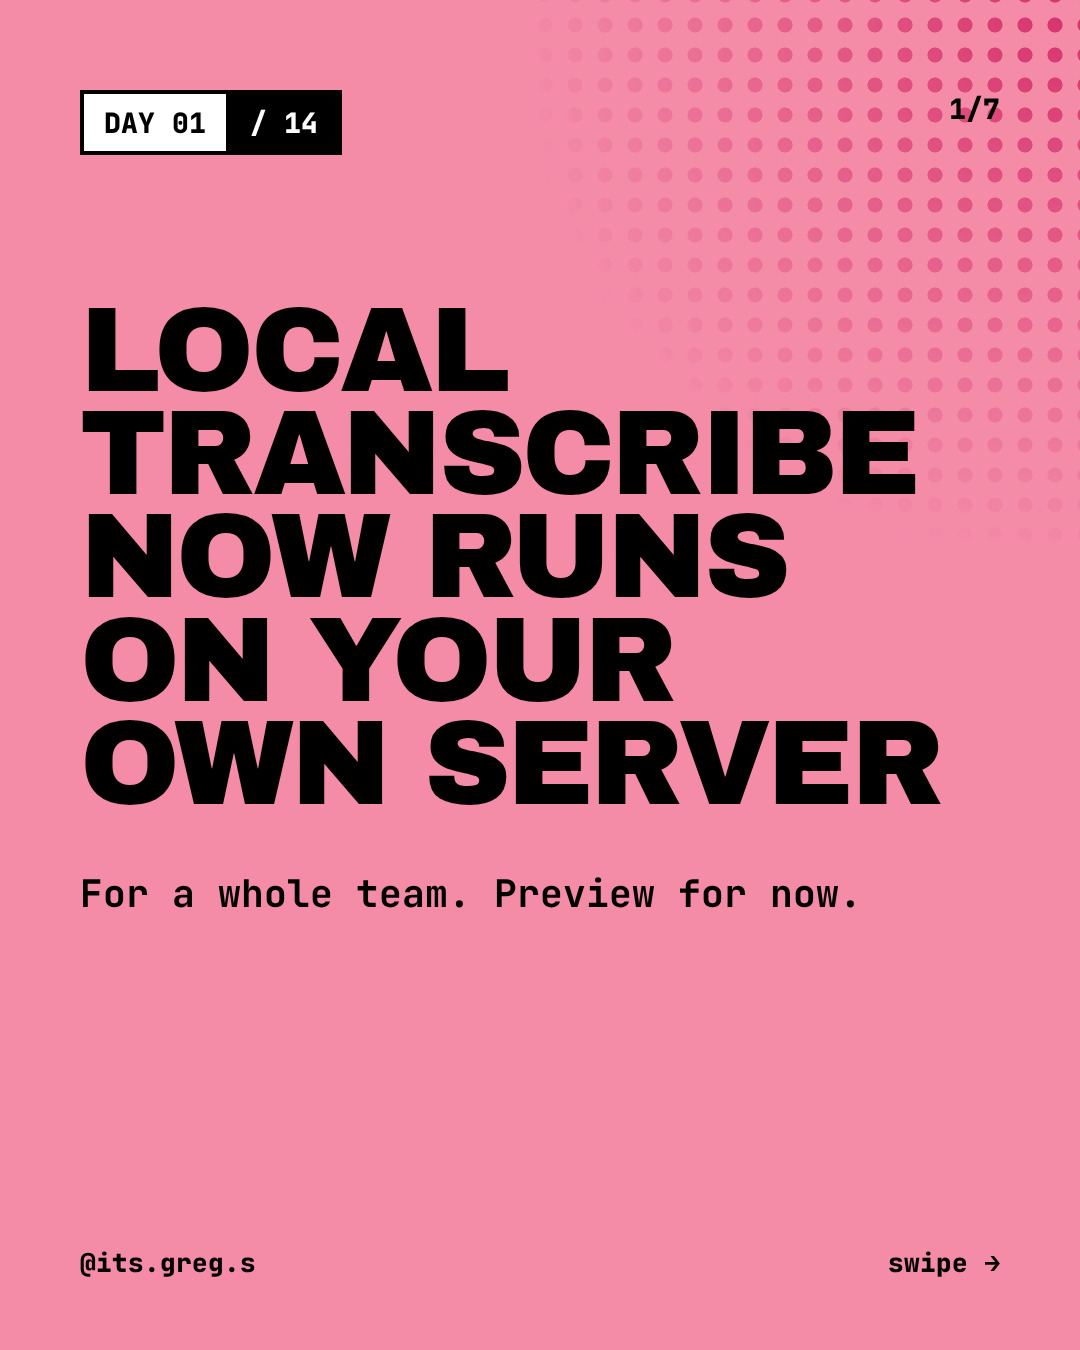 DAY 01 / 14
1/7
LOCAL
TRANSCRIBE
NOW RUNS
ON YOUR
OWN SERVER
For a whole team. Preview for now.
@its.greg.s
swipe →